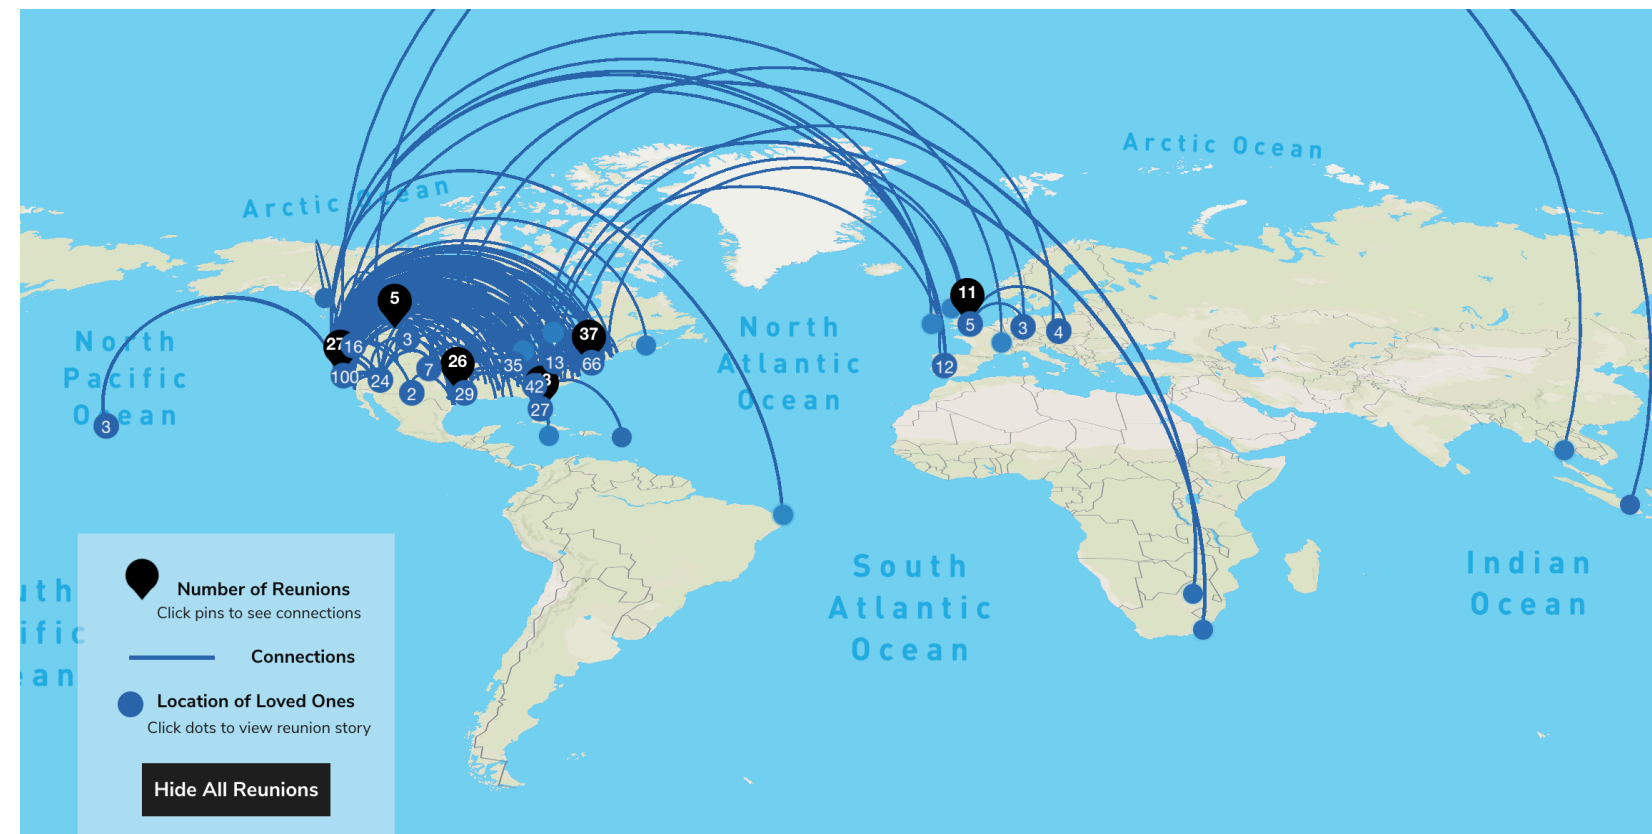 Arctic Ocean
Arctic Ocean
North
Pacific
Ocean
North
Atlantic
Ocean
South
Atlantic
Ocean
Indian
Ocean
5
3
27
16
100
24
2
7
26
29
35
13
37
66
42
27
3
11
5
3
4
12
Number of Reunions
Click pins to see connections
Connections
Location of Loved Ones
Click dots to view reunion story
Hide All Reunions